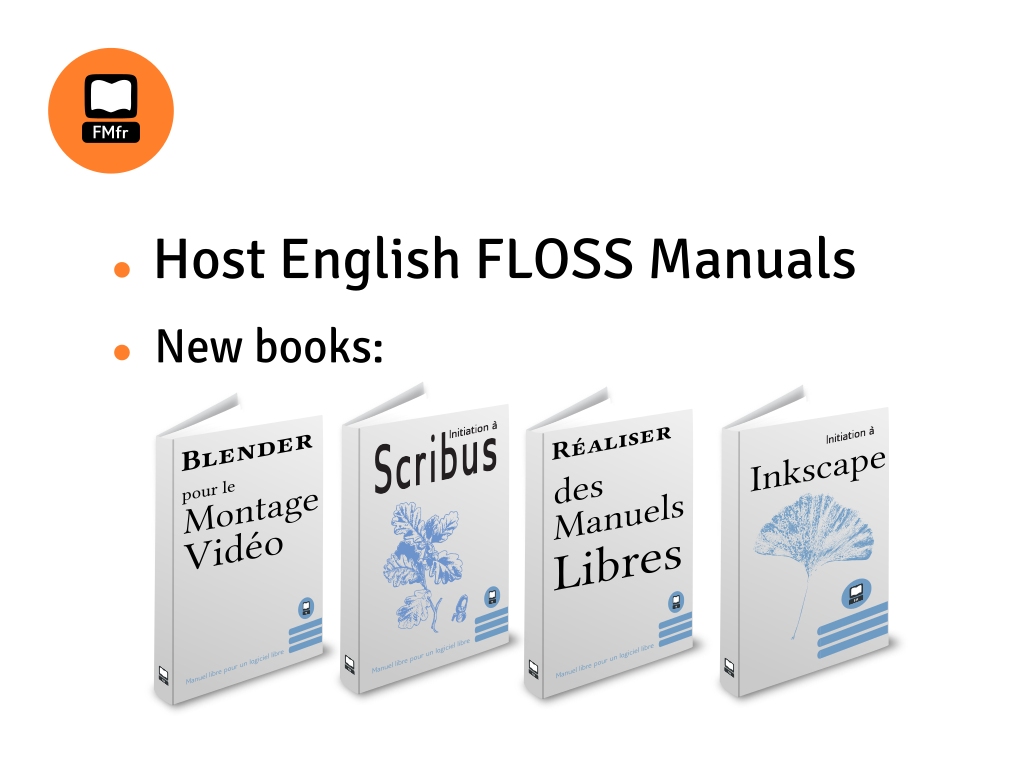 FMfr
Host English FLOSS Manuals
New books:
BLENDER
pour le
Montage
Vidéo
Manuel libre pour un logiciel libre
Initiation à
Scribus
Manuel libre pour un logiciel libre
RÉALISER
des
Manuels
Libres
Manuel libre pour un logiciel libre
Initiation à
Inkscape